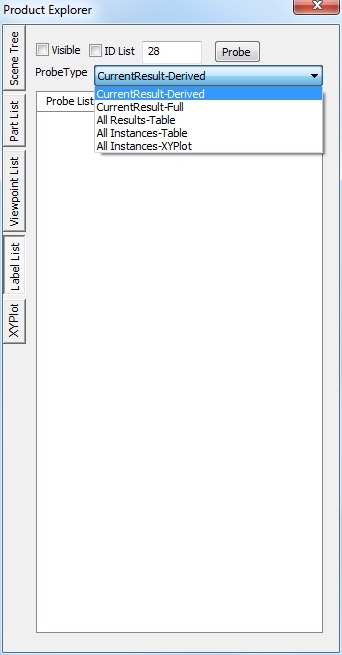 Product Explorer
Visible
ID List
28
Probe
ProbeType
CurrentResult-Derived
Probe List
CurrentResult-Derived
CurrentResult-Full
All Results-Table
All Instances-Table
All Instances-XYPlot
Scene Tree
Part List
Viewpoint List
Label List
XYPlot